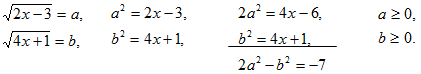 √(2x−3) = a, a² = 2x−3, 2a² = 4x−6, a ≥ 0,
√(4x+1) = b, b² = 4x+1, b² = 4x+1, b ≥ 0.
2a² − b² = −7